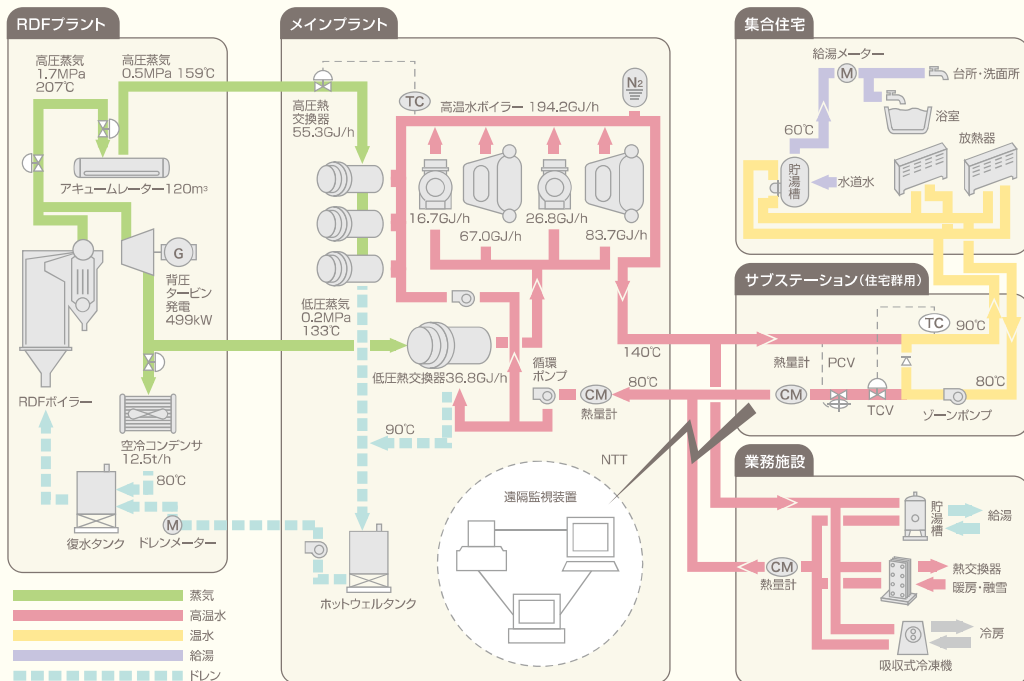 RDFプラント
高圧蒸気
1.7MPa
207℃
高圧蒸気
0.5MPa 159℃
アキュームレーター120m³
G
背圧
タービン
発電
499kW
RDFボイラー
空冷コンデンサ
12.5t/h
80℃
復水タンク
M
ドレンメーター
蒸気
高温水
温水
給湯
ドレン
メインプラント
TC
N2
高圧熱
交換器
55.3GJ/h
高温水ボイラー 194.2GJ/h
16.7GJ/h
67.0GJ/h
26.8GJ/h
83.7GJ/h
低圧蒸気
0.2MPa
133℃
低圧熱交換器36.8GJ/h
循環
ポンプ
CM
熱量計
140℃
80℃
90℃
NTT
遠隔監視装置
ホットウェルタンク
集合住宅
給湯メーター
M
台所・洗面所
浴室
60℃
放熱器
貯湯槽
水道水
サブステーション(住宅群用)
TC
90℃
熱量計
PCV
80℃
CM
TCV
ゾーンポンプ
業務施設
貯湯槽
給湯
CM
熱量計
熱交換器
暖房・融雪
冷房
吸収式冷凍機